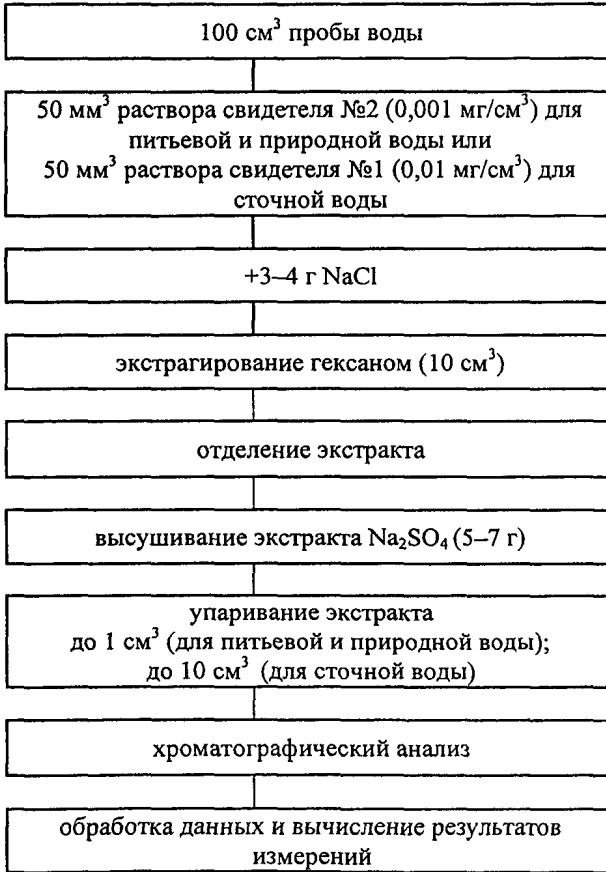 100 см³ пробы воды
50 мм³ раствора свидетеля №2 (0,001 мг/см³) для
питьевой и природной воды или
50 мм³ раствора свидетеля №1 (0,01 мг/см³) для
сточной воды
+3–4 г NaCl
экстрагирование гексаном (10 см³)
отделение экстракта
высушивание экстракта Na₂SO₄ (5–7 г)
упаривание экстракта
до 1 см³ (для питьевой и природной воды);
до 10 см³ (для сточной воды)
хроматографический анализ
обработка данных и вычисление результатов
измерений